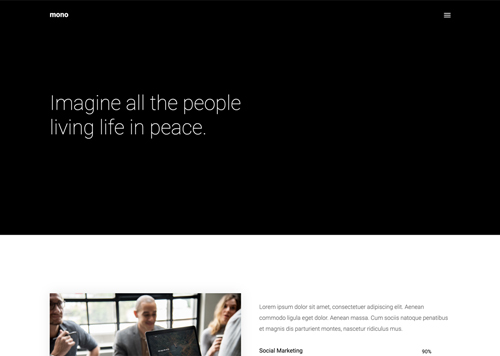 mono
Imagine all the people
living life in peace.
Lorem ipsum dolor sit amet, consectetuer adipiscing elit. Aenean
commodo ligula eget dolor. Aenean massa. Cum sociis natoque penatibus
et magnis dis parturient montes, nascetur ridiculus mus.
Social Marketing
90%